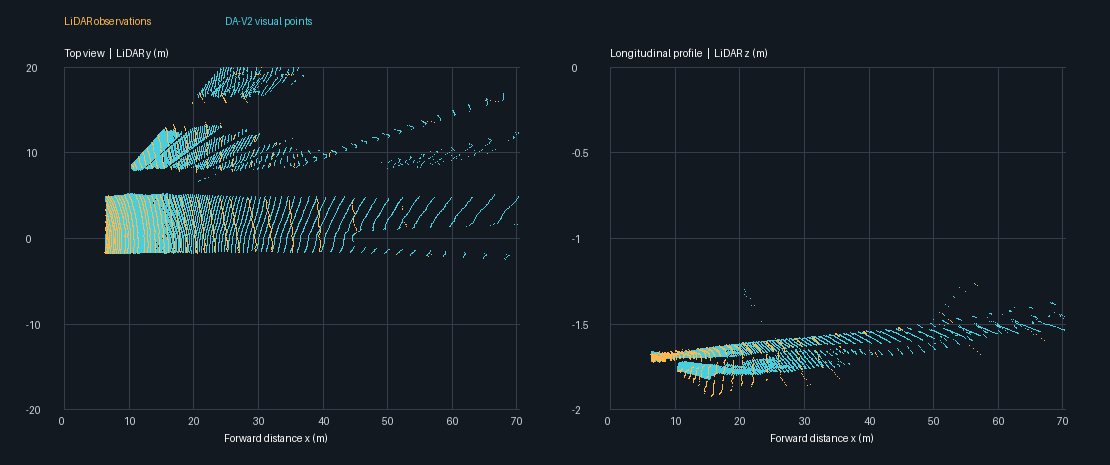 LiDAR observations DA-V2 visual points
Top view | LiDAR y (m) Longitudinal profile | LiDAR z (m)
20 0
10 -0.5
0 -1
-10 -1.5
-20 -2
0 10 20 30 40 50 60 70 0 10 20 30 40 50 60 70
Forward distance x (m) Forward distance x (m)